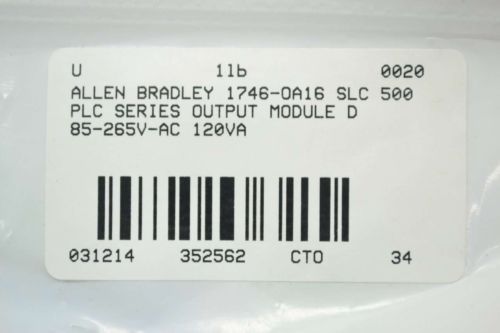 U 1lb 0020
ALLEN BRADLEY 1746-OA16 SLC 500
PLC SERIES OUTPUT MODULE D
85-265V-AC 120VA
031214 352562 CTO 34